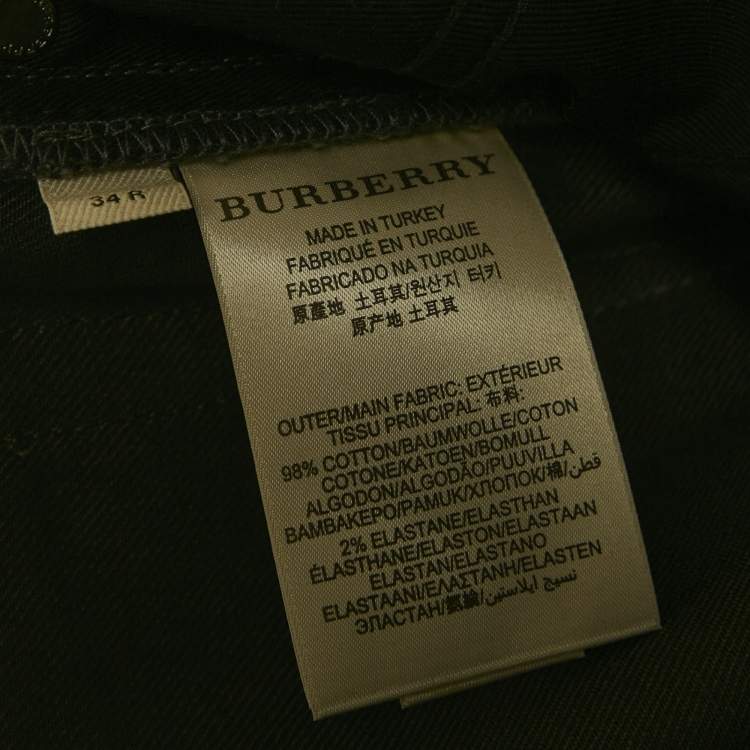 34 R
BURBERRY
MADE IN TURKEY
FABRIQUÉ EN TURQUIE
FABRICADO NA TURQUIA
原產地 土耳其/원산지 터키
原产地 土耳其
OUTER/MAIN FABRIC: EXTÉRIEUR
TISSU PRINCIPAL: 布料:
98% COTTON/BAUMWOLLE/COTON
COTONE/KATOEN/BOMULL
ALGODON/ALGODÃO/PUUVILLA
ΒΑΜΒΑΚΕΡΟ/PAMUK/ХЛОПОК/棉/قطن
2% ELASTANE/ELASTHAN
ÉLASTHANE/ELASTON/ELASTAAN
ELASTAN/ELASTANO
ELASTAANI/ΕΛΑΣΤΑΝΗ/ELASTEN
ЭЛАСТАН/氨綸/نسيج ايلاستين